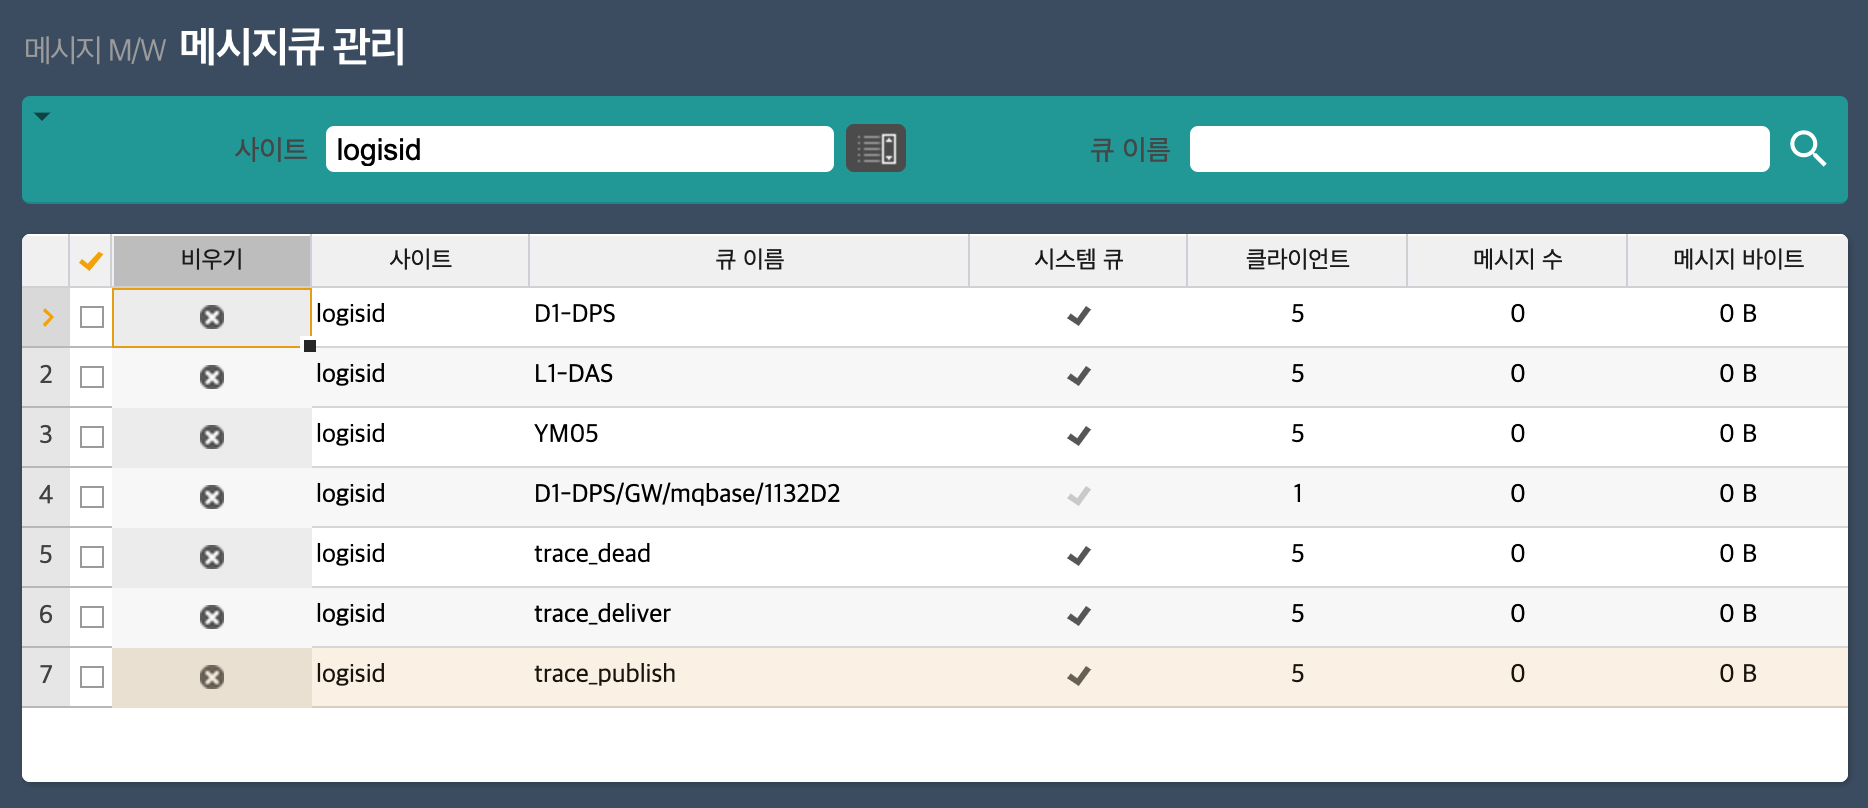 메시지 M/W 메시지큐 관리
사이트 logisid 큐 이름
비우기 사이트 큐 이름 시스템 큐 클라이언트 메시지 수 메시지 바이트
logisid D1-DPS 5 0 0 B
2 logisid L1-DAS 5 0 0 B
3 logisid YM05 5 0 0 B
4 logisid D1-DPS/GW/mqbase/1132D2 1 0 0 B
5 logisid trace_dead 5 0 0 B
6 logisid trace_deliver 5 0 0 B
7 logisid trace_publish 5 0 0 B